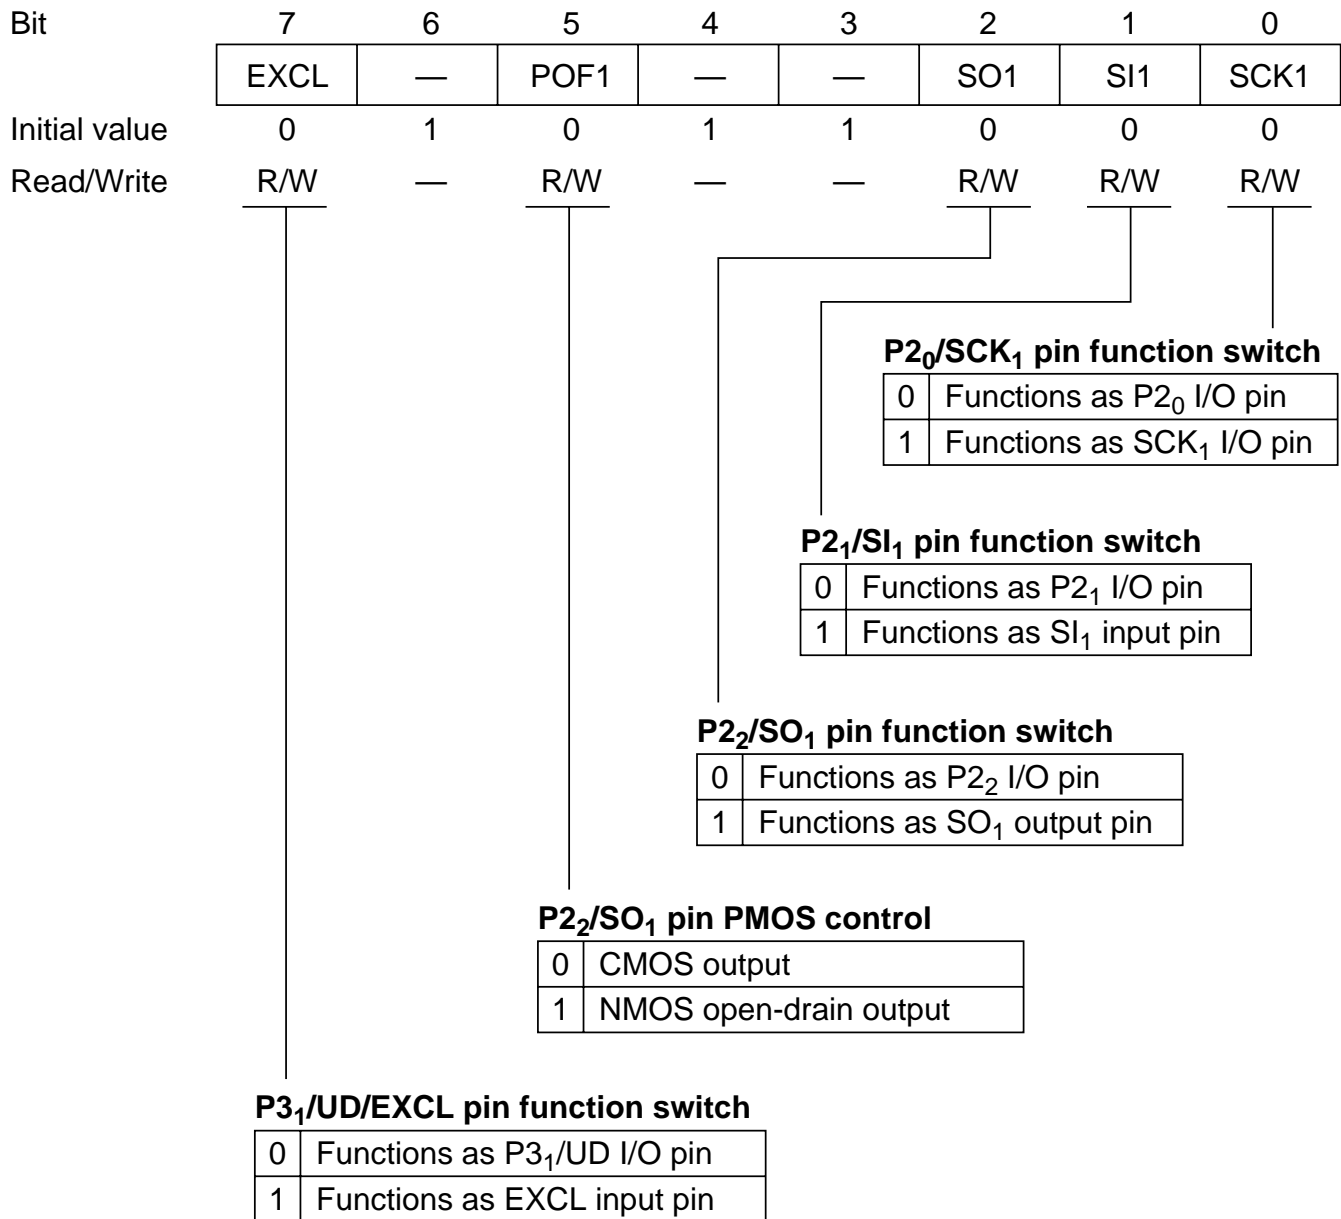 Bit 7 6 5 4 3 2 1 0
EXCL — POF1 — — SO1 SI1 SCK1
Initial value 0 1 0 1 1 0 0 0
Read/Write R/W — R/W — — R/W R/W R/W
P2₀/SCK₁ pin function switch
0 Functions as P2₀ I/O pin
1 Functions as SCK₁ I/O pin
P2₁/SI₁ pin function switch
0 Functions as P2₁ I/O pin
1 Functions as SI₁ input pin
P2₂/SO₁ pin function switch
0 Functions as P2₂ I/O pin
1 Functions as SO₁ output pin
P2₂/SO₁ pin PMOS control
0 CMOS output
1 NMOS open-drain output
P3₁/UD/EXCL pin function switch
0 Functions as P3₁/UD I/O pin
1 Functions as EXCL input pin